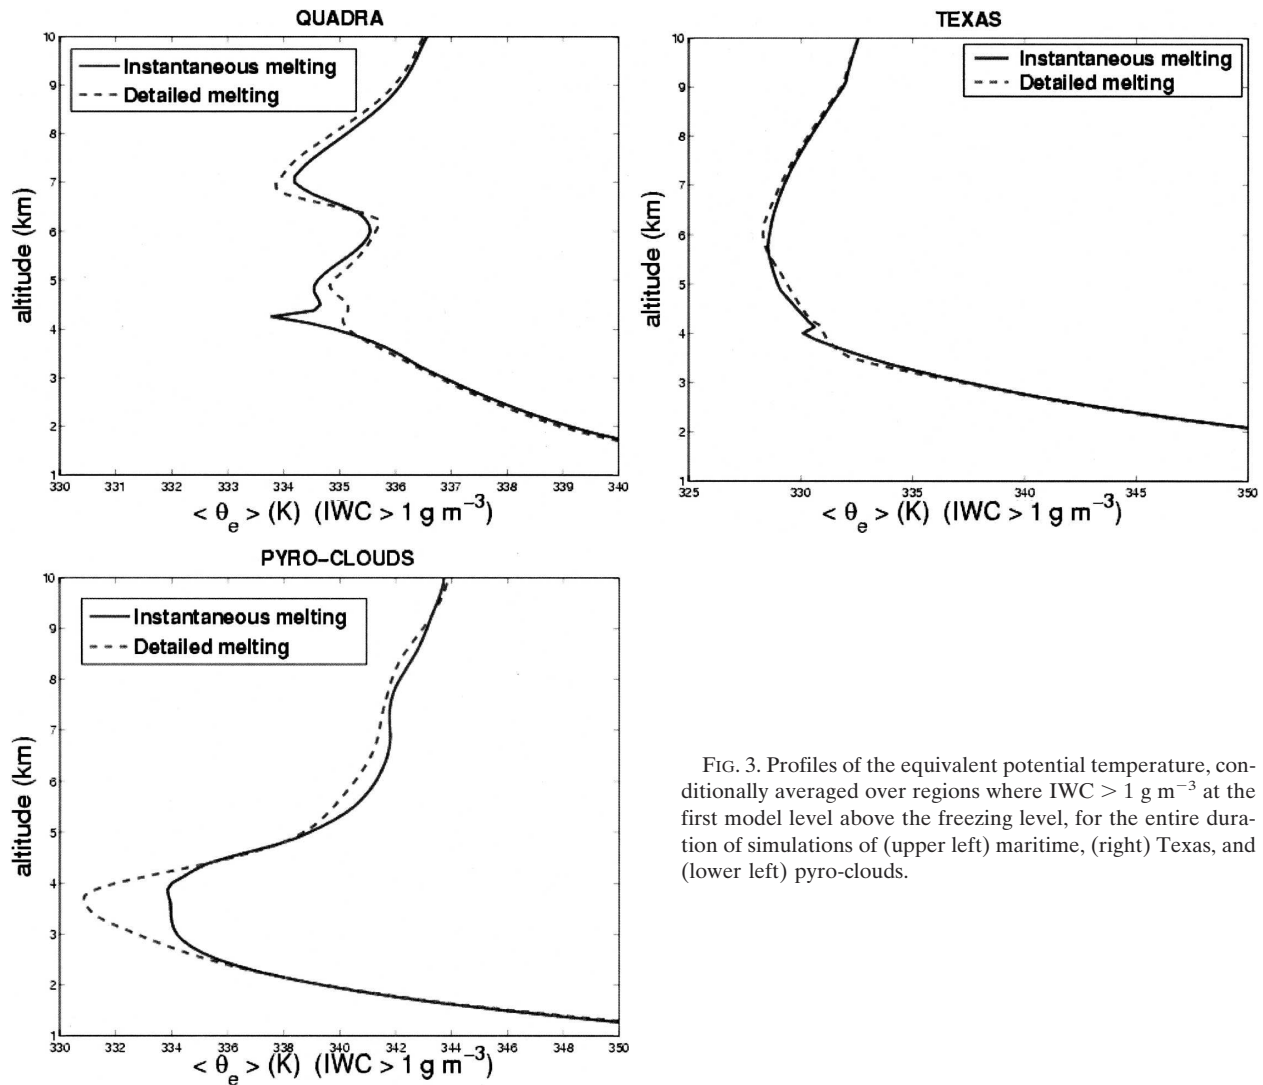 QUADRA
10
9
8
7
6
5
4
3
2
1
altitude (km)
Instantaneous melting
Detailed melting
330 331 332 333 334 335 336 337 338 339 340
< θe > (K) (IWC > 1 g m−3)
TEXAS
10
9
8
7
6
5
4
3
2
1
altitude (km)
Instantaneous melting
Detailed melting
325 330 335 340 345 350
< θe > (K) (IWC > 1 g m−3)
PYRO−CLOUDS
10
9
8
7
6
5
4
3
2
1
altitude (km)
Instantaneous melting
Detailed melting
330 332 334 336 338 340 342 344 346 348 350
< θe > (K) (IWC > 1 g m−3)
FIG. 3. Profiles of the equivalent potential temperature, con-
ditionally averaged over regions where IWC > 1 g m−3 at the
first model level above the freezing level, for the entire dura-
tion of simulations of (upper left) maritime, (right) Texas, and
(lower left) pyro-clouds.